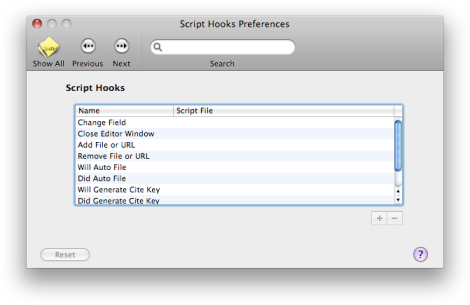 Script Hooks Preferences
Show All Previous Next Search
Script Hooks
Name Script File
Change Field
Close Editor Window
Add File or URL
Remove File or URL
Will Auto File
Did Auto File
Will Generate Cite Key
Did Generate Cite Key
+ −
Reset ?